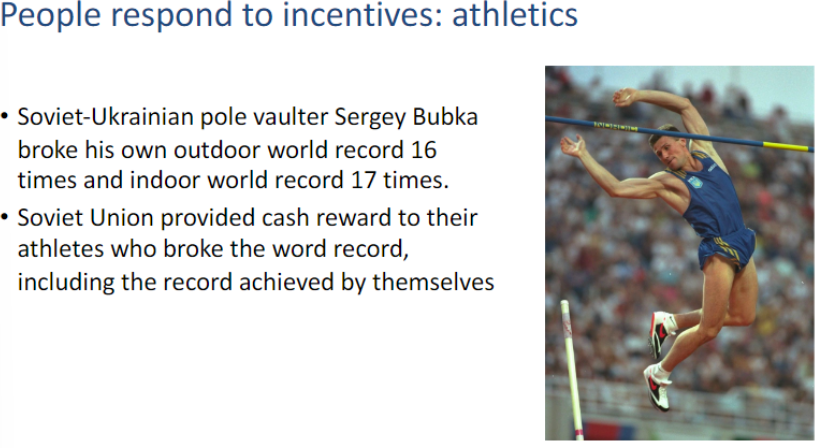 People respond to incentives: athletics
• Soviet-Ukrainian pole vaulter Sergey Bubka
broke his own outdoor world record 16
times and indoor world record 17 times.
• Soviet Union provided cash reward to their
athletes who broke the word record,
including the record achieved by themselves
NORDIC